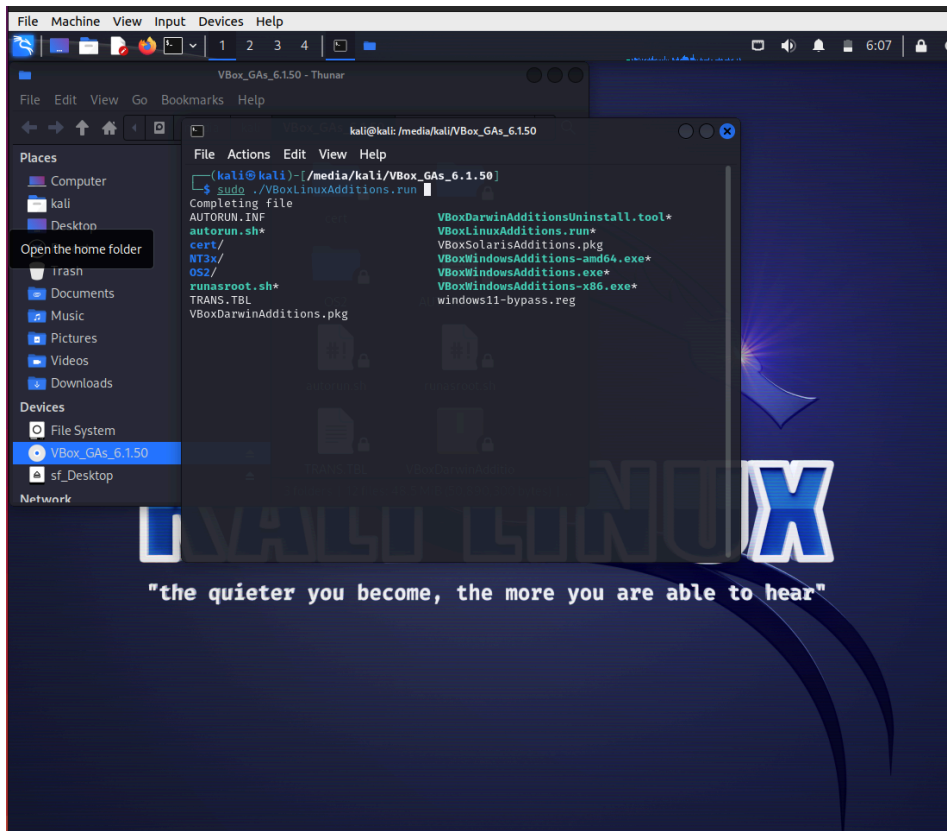 File Machine View Input Devices Help
1 2 3 4 6:07
VBox_GAs_6.1.50 - Thunar
File Edit View Go Bookmarks Help
Places
Computer
kali
Desktop
Open the home folder
Trash
Documents
Music
Pictures
Videos
Downloads
Devices
File System
VBox_GAs_6.1.50
sf_Desktop
Network
kali@kali: /media/kali/VBox_GAs_6.1.50
File Actions Edit View Help
┌──(kali㉿kali)-[/media/kali/VBox_GAs_6.1.50]
└─$ sudo ./VBoxLinuxAdditions.run
Completing file
AUTORUN.INF VBoxDarwinAdditionsUninstall.tool*
autorun.sh* VBoxLinuxAdditions.run*
cert/ VBoxSolarisAdditions.pkg
NT3x/ VBoxWindowsAdditions-amd64.exe*
OS2/ VBoxWindowsAdditions.exe*
runasroot.sh* VBoxWindowsAdditions-x86.exe*
TRANS.TBL windows11-bypass.reg
VBoxDarwinAdditions.pkg
KALI LINUX
"the quieter you become, the more you are able to hear"